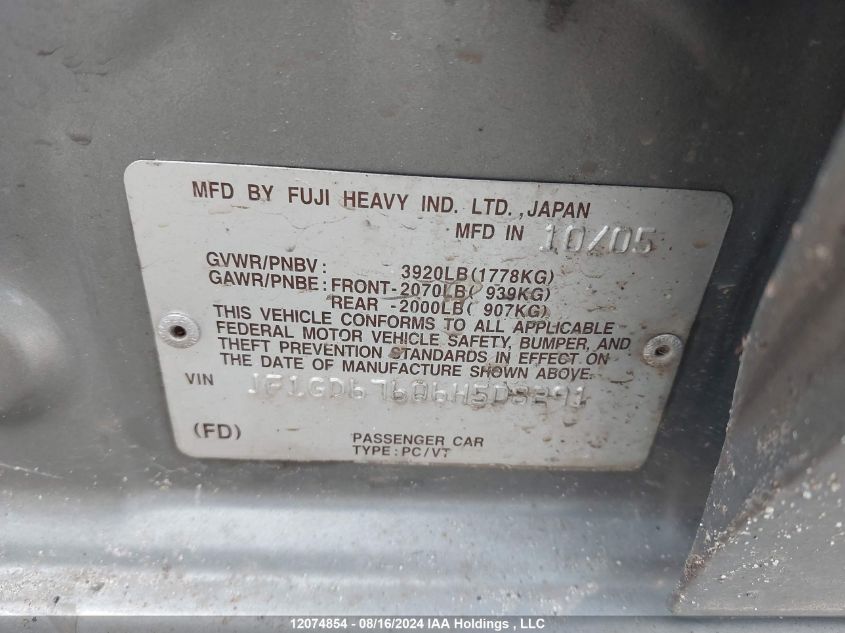 MFD BY FUJI HEAVY IND. LTD.,JAPAN
MFD IN 10/05
GVWR/PNBV: 3920LB(1778KG)
GAWR/PNBE: FRONT-2070LB( 939KG)
REAR -2000LB( 907KG)
THIS VEHICLE CONFORMS TO ALL APPLICABLE
FEDERAL MOTOR VEHICLE SAFETY, BUMPER, AND
THEFT PREVENTION STANDARDS IN EFFECT ON
THE DATE OF MANUFACTURE SHOWN ABOVE.
VIN
(FD) PASSENGER CAR
TYPE:PC/VT
12074854 - 08/16/2024 IAA Holdings , LLC